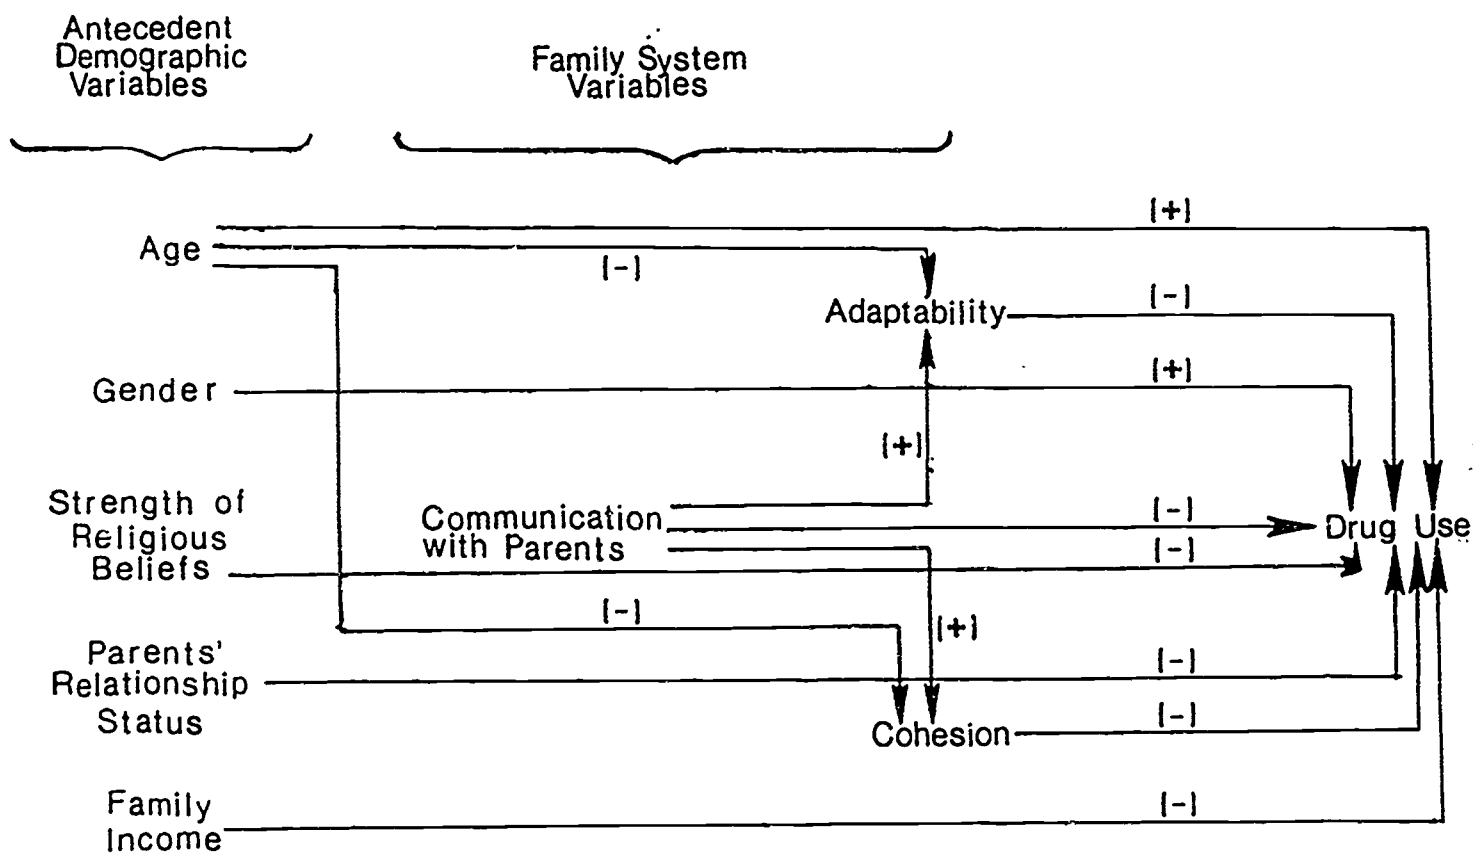 Antecedent
Demographic
Variables
Family System
Variables
(+)
Age
(-)
Adaptability
(-)
Gender
(+)
(+)
Strength of
Religious
Beliefs
Communication
with Parents
(-)
Drug Use
(-)
(-)
(+)
Parents'
Relationship
Status
(-)
Cohesion
(-)
Family
Income
(-)